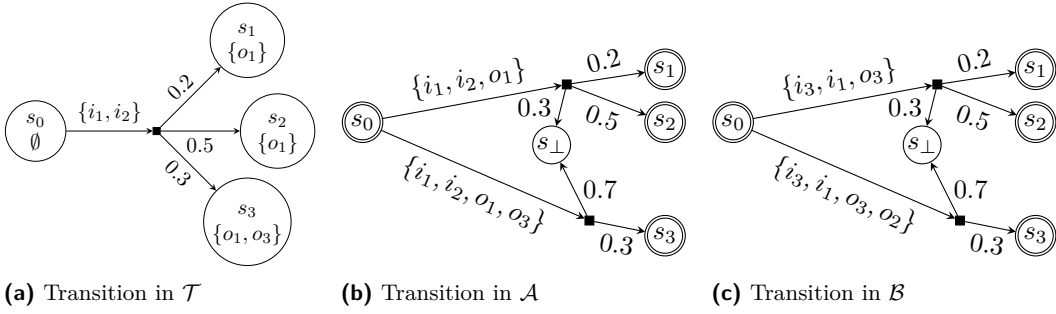 s₀
∅
{i₁, i₂}
0.2
0.5
0.3
s₁
{o₁}
s₂
{o₁}
s₃
{o₁, o₃}
(a) Transition in 𝒯
s₀
{i₁, i₂, o₁}
0.2
0.3
0.5
s₁
s₂
s⊥
{i₁, i₂, o₁, o₃}
0.7
0.3
s₃
(b) Transition in 𝒜
s₀
{i₃, i₁, o₃}
0.2
0.3
0.5
s₁
s₂
s⊥
{i₃, i₁, o₃, o₂}
0.7
0.3
s₃
(c) Transition in ℬ